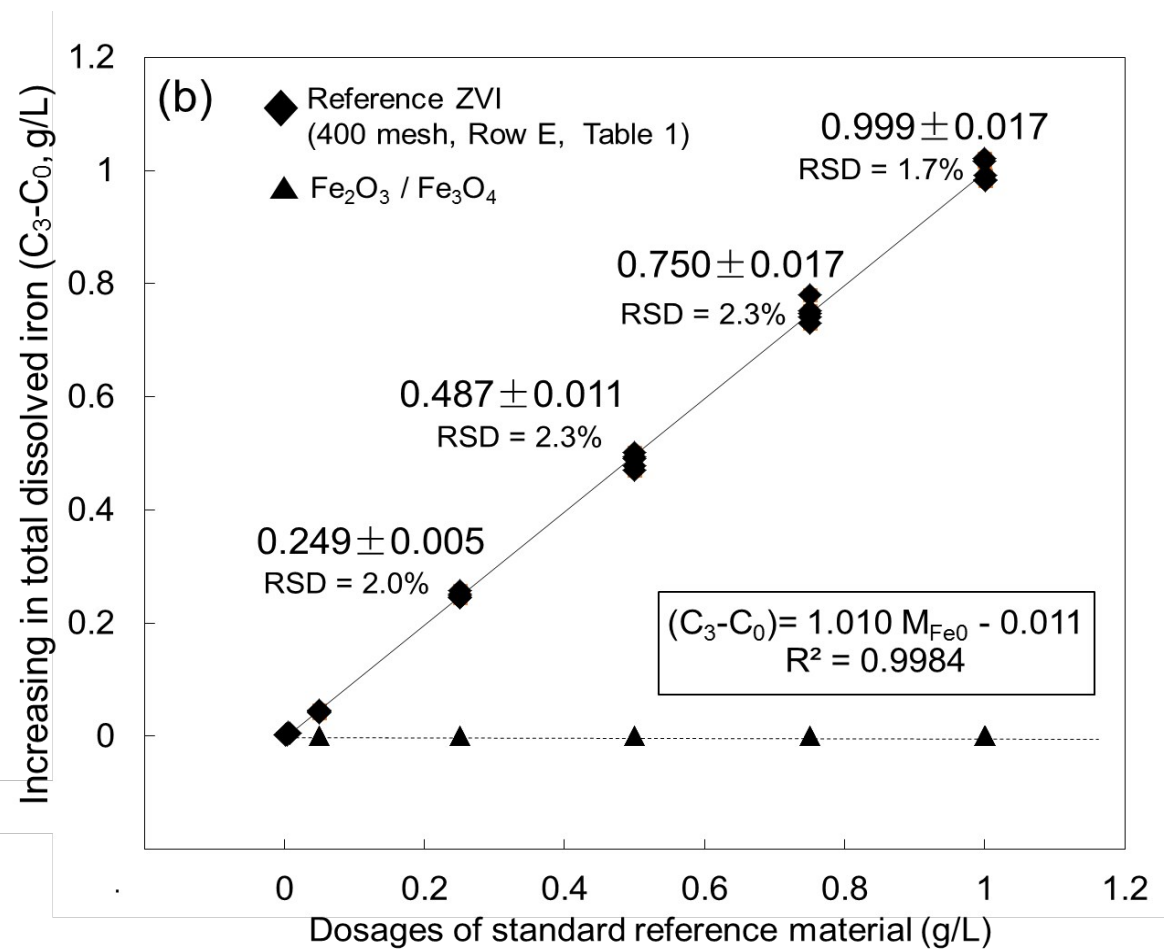 Increasing in total dissolved iron (C₃-C₀, g/L)
1.2
1
0.8
0.6
0.4
0.2
0
(b)
Reference ZVI
(400 mesh, Row E, Table 1)
Fe₂O₃ / Fe₃O₄
0.999±0.017
RSD = 1.7%
0.750±0.017
RSD = 2.3%
0.487±0.011
RSD = 2.3%
0.249±0.005
RSD = 2.0%
(C₃-C₀)= 1.010 M_Fe0 - 0.011
R² = 0.9984
0 0.2 0.4 0.6 0.8 1 1.2
Dosages of standard reference material (g/L)